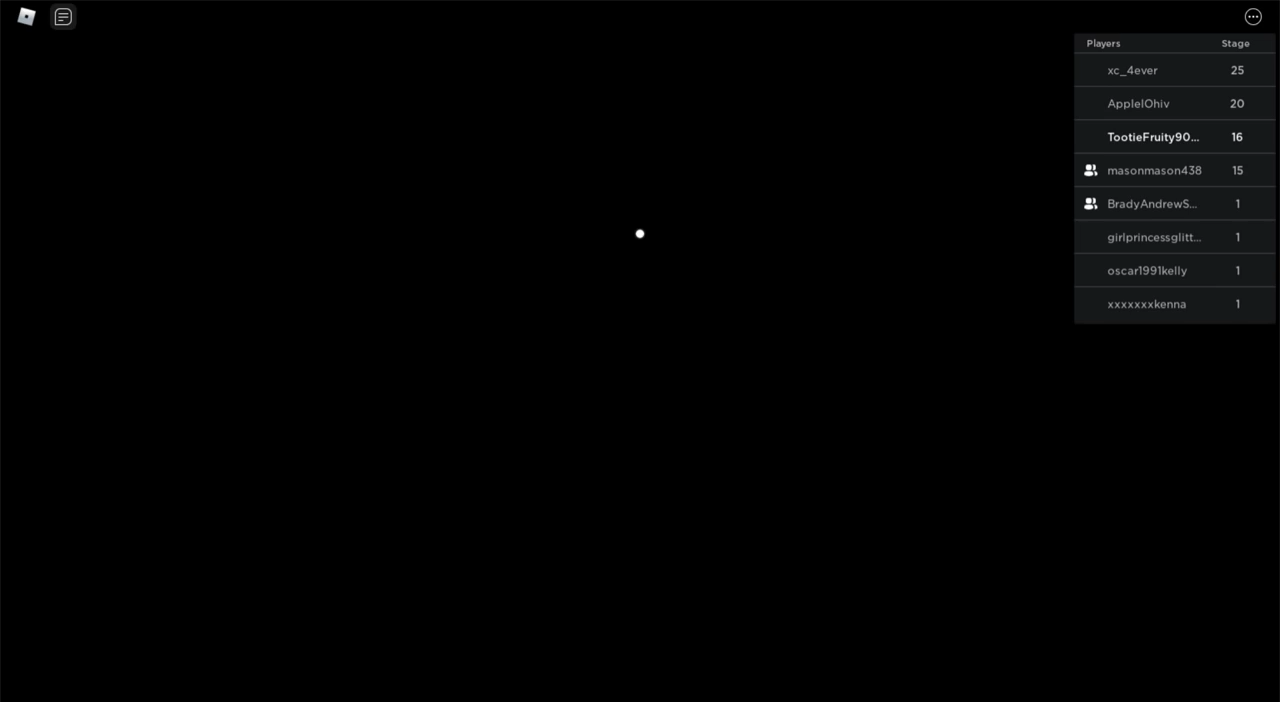 Players Stage
xc_4ever 25
ApplelOhiv 20
TootieFruity90... 16
masonmason438 15
BradyAndrewS... 1
girlprincessglitt... 1
oscar1991kelly 1
xxxxxxxkenna 1